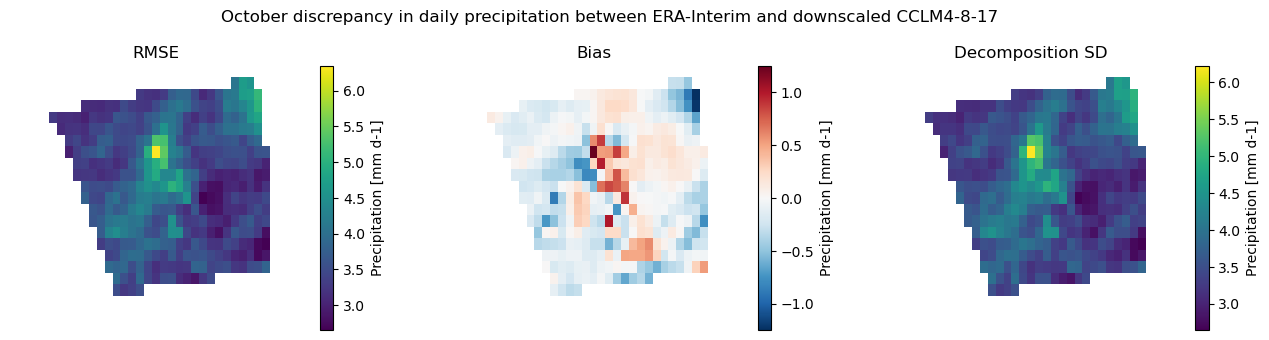 October discrepancy in daily precipitation between ERA-Interim and downscaled CCLM4-8-17
RMSE
6.0
5.5
5.0
4.5
4.0
3.5
3.0
Precipitation [mm d-1]
Bias
1.0
0.5
0.0
−0.5
−1.0
Precipitation [mm d-1]
Decomposition SD
6.0
5.5
5.0
4.5
4.0
3.5
3.0
Precipitation [mm d-1]